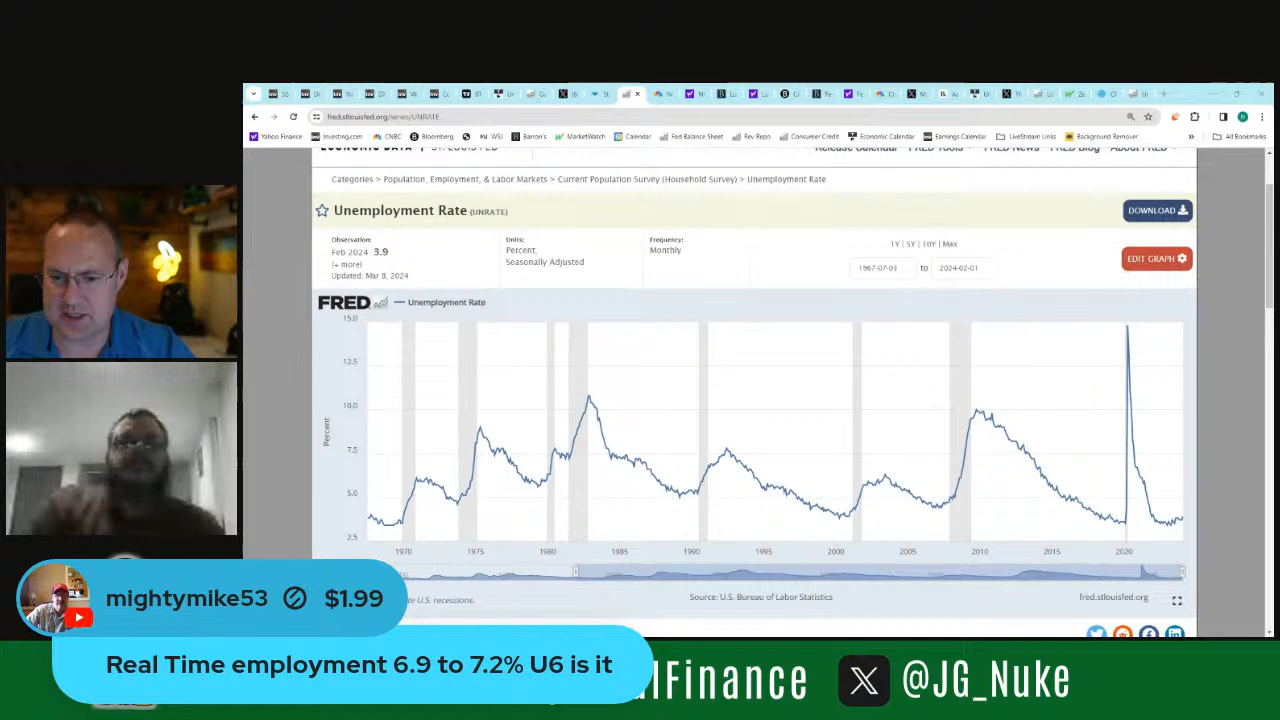 fred.stlouisfed.org/series/UNRATE
Yahoo Finance Investing.com CNBC Bloomberg WSJ Barron's MarketWatch Calendar Fed Balance Sheet Rev Repo Consumer Credit Economic Calendar Earnings Calendar LiveStream Links Background Remover » All Bookmarks
ECONOMIC DATA | ST. LOUIS FED
Release Calendar FRED Tools FRED News FRED Blog About FRED
Categories > Population, Employment, & Labor Markets > Current Population Survey (Household Survey) > Unemployment Rate
Unemployment Rate (UNRATE)
DOWNLOAD
Observation:
Feb 2024 3.9
(+ more)
Updated: Mar 8, 2024
Units:
Percent,
Seasonally Adjusted
Frequency:
Monthly
1Y | 5Y | 10Y | Max
1967-07-03 to 2024-02-01
EDIT GRAPH
FRED — Unemployment Rate
15.0
12.5
10.0
7.5
5.0
2.5
Percent
1970 1975 1980 1985 1990 1995 2000 2005 2010 2015 2020
te U.S. recessions.
Source: U.S. Bureau of Labor Statistics
fred.stlouisfed.org
mightymike53 $1.99
Real Time employment 6.9 to 7.2% U6 is it
lFinance
X @JG_Nuke